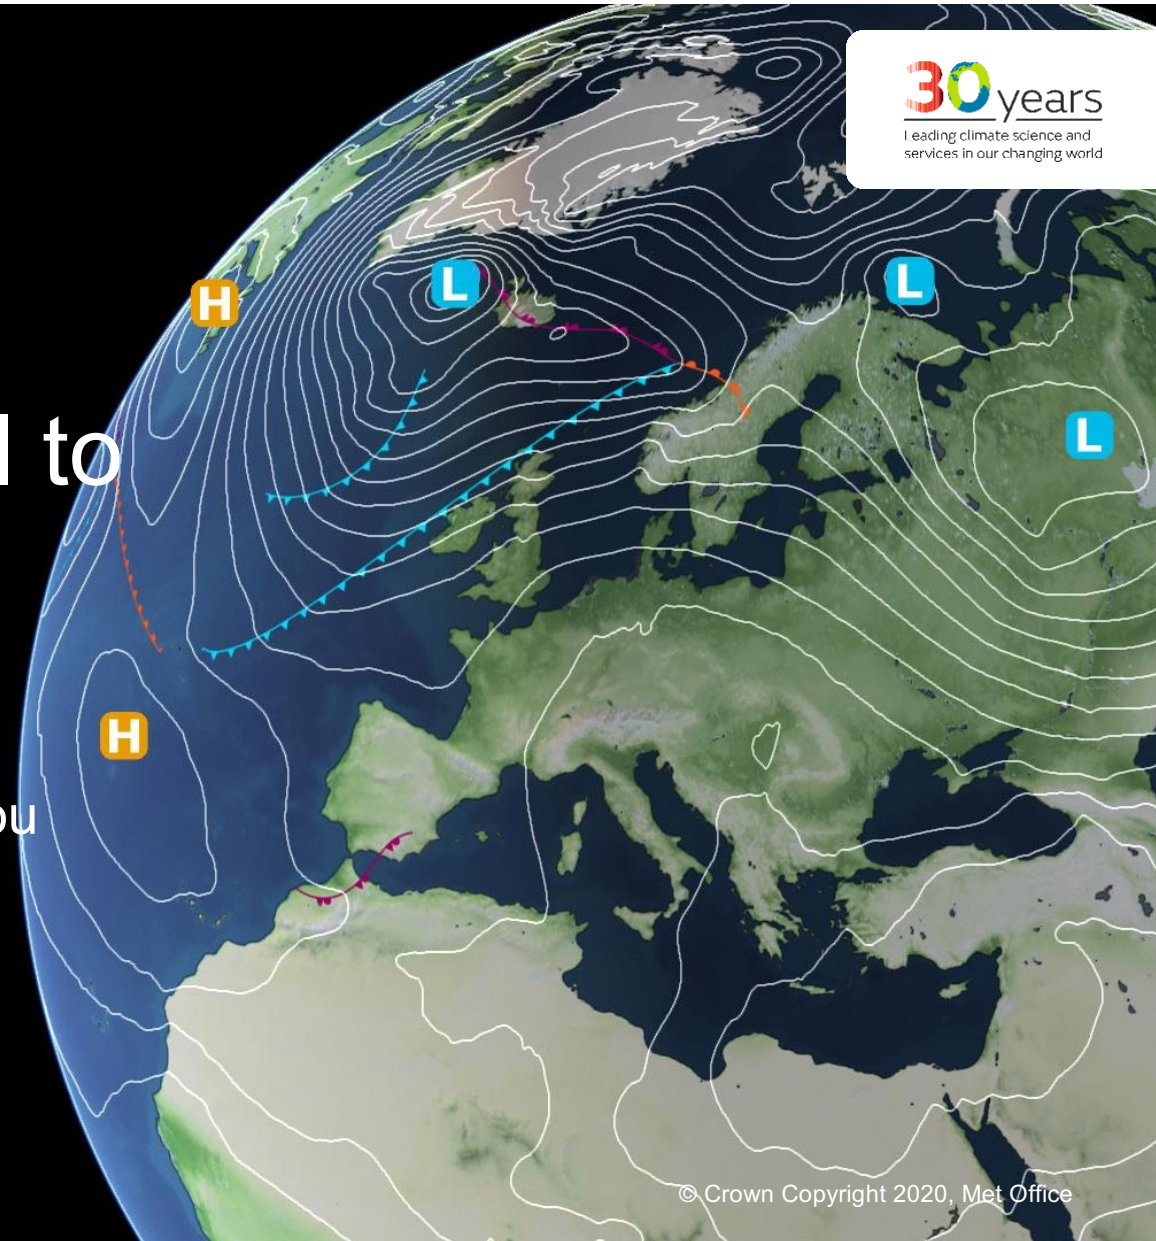 30 years
Leading climate science and
services in our changing world
H
L
L
to
L
H
© Crown Copyright 2020, Met Office